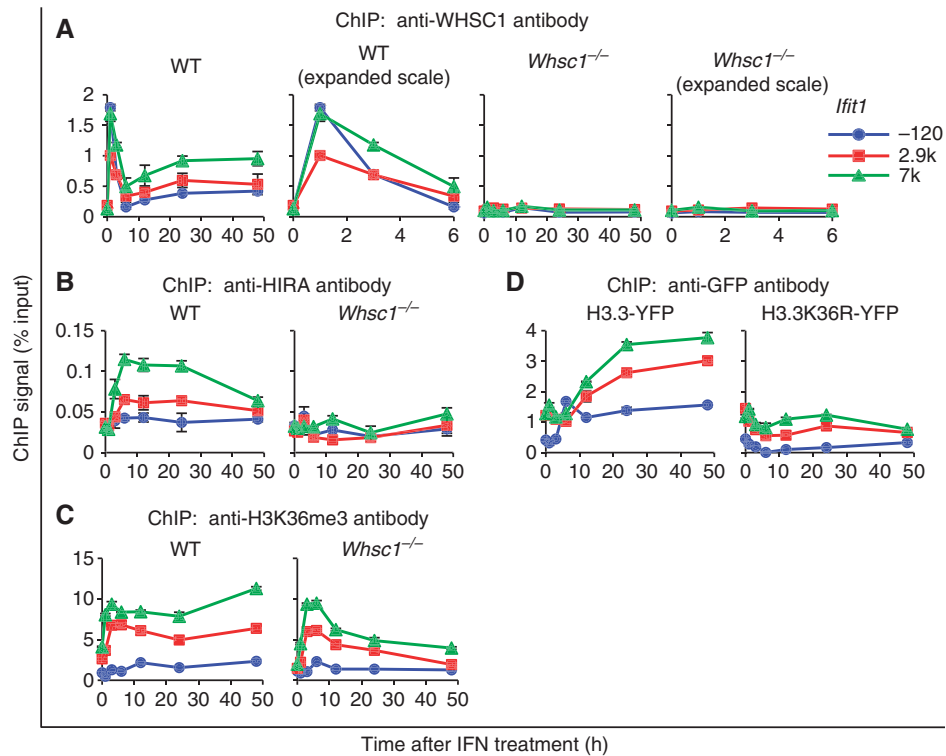 A
ChIP: anti-WHSC1 antibody
WT
WT
(expanded scale)
Whsc1–/–
Whsc1–/–
(expanded scale)
2
1.5
1
0.5
0
0 10 20 30 40 50
0 2 4 6
0 10 20 30 40 50
0 2 4 6
Ifit1
–120
2.9k
7k
B
ChIP: anti-HIRA antibody
WT
Whsc1–/–
0.15
0.1
0.05
0
0 10 20 30 40 50
0 10 20 30 40 50
D
ChIP: anti-GFP antibody
H3.3-YFP
H3.3K36R-YFP
4
3
2
1
0
0 10 20 30 40 50
0 10 20 30 40 50
C
ChIP: anti-H3K36me3 antibody
WT
Whsc1–/–
15
10
5
0
0 10 20 30 40 50
0 10 20 30 40 50
ChIP signal (% input)
Time after IFN treatment (h)